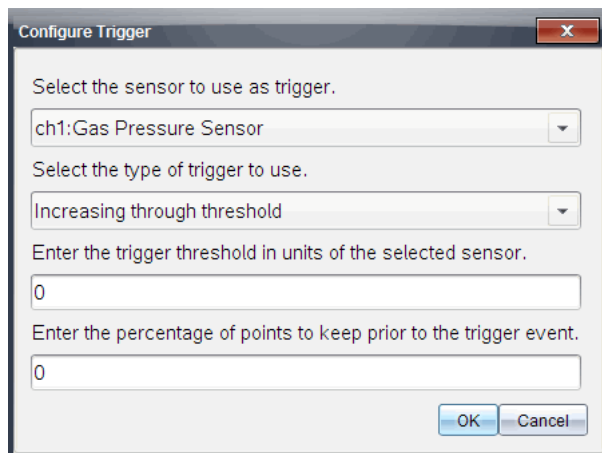 Configure Trigger
Select the sensor to use as trigger.
ch1:Gas Pressure Sensor
Select the type of trigger to use.
Increasing through threshold
Enter the trigger threshold in units of the selected sensor.
0
Enter the percentage of points to keep prior to the trigger event.
0
OK Cancel